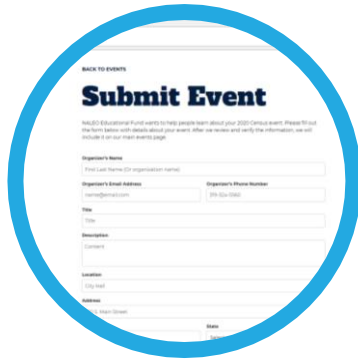 BACK TO EVENTS
Submit Event
NALEO Educational Fund wants to help people learn about your 2020 Census event. Please fill out
the form below with details about your event. After we review and verify the information, we will
include it on our main events page.
Organizer's Name
First Last Name (Or organization name)
Organizer's Email Address Organizer's Phone Number
name@email.com
Title
Title
Description
Content
Location
City Hall
Address
Main Street
State